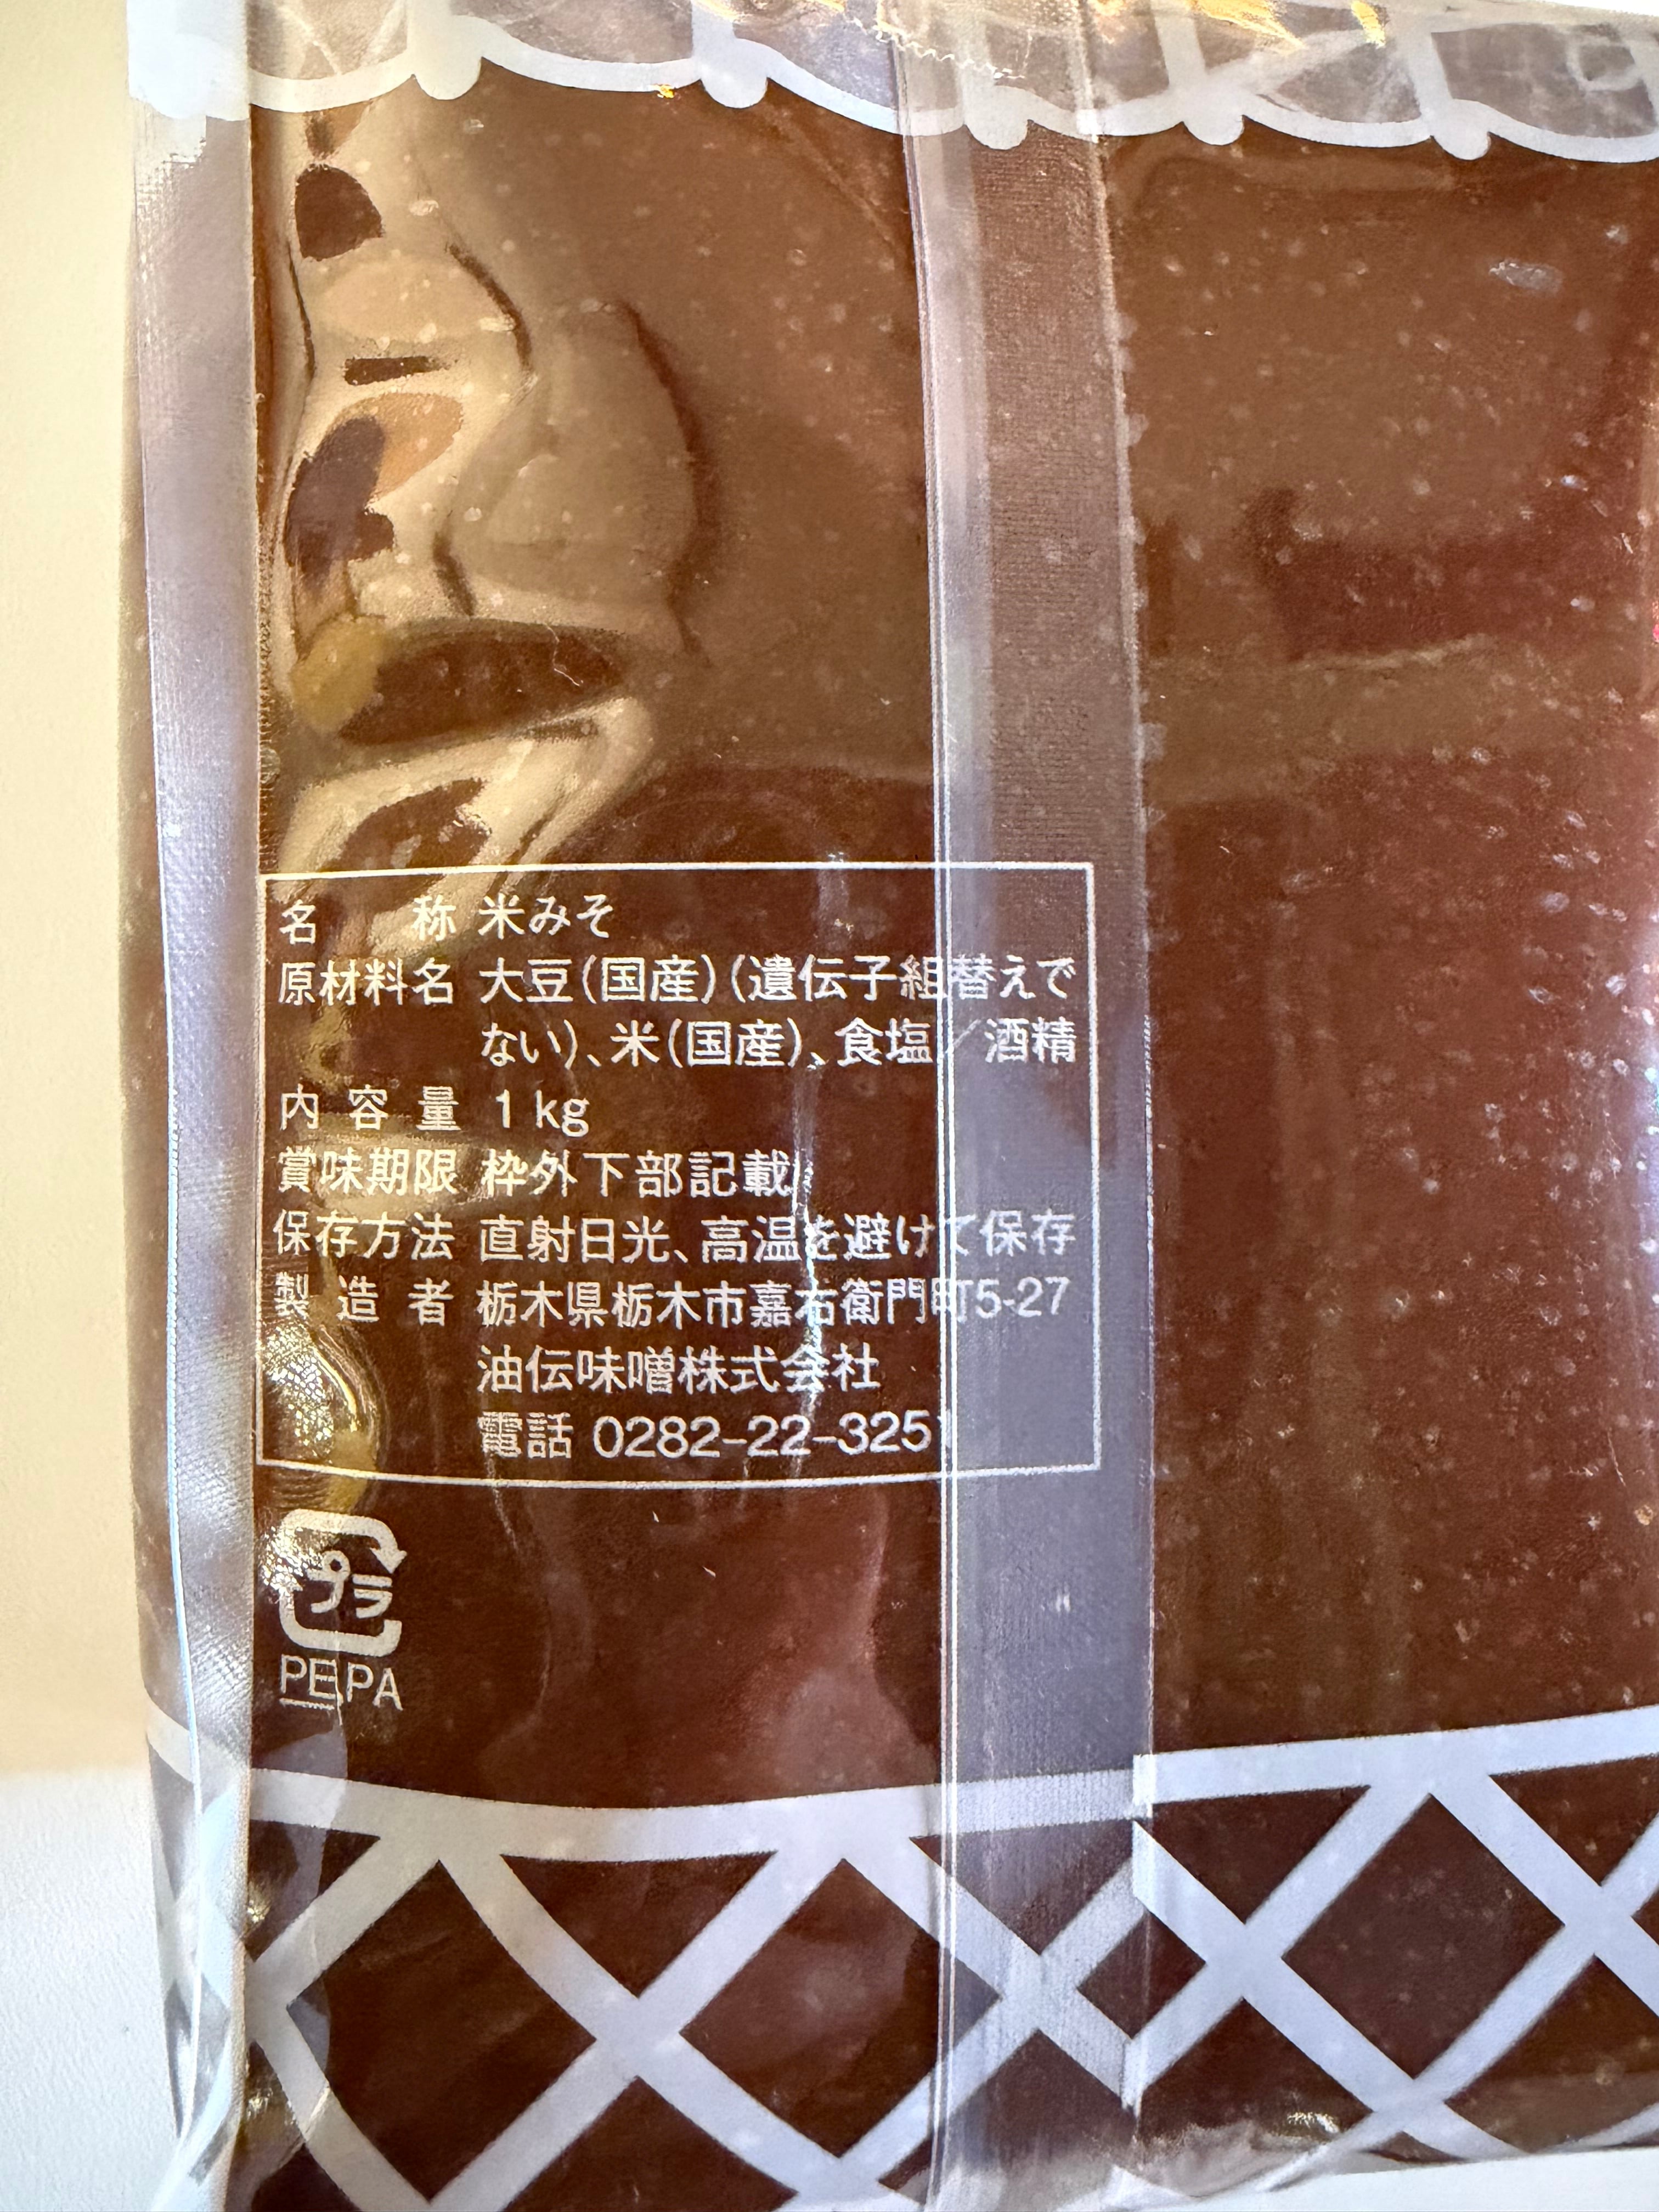 名称 米みそ
原材料名 大豆(国産)(遺伝子組替えで
ない)、米(国産)、食塩/酒精
内容量 1kg
賞味期限 枠外下部記載
保存方法 直射日光、高温を避けて保存
製造者 栃木県栃木市嘉右衛門町5-27
油伝味噌株式会社
電話 0282-22-3251
プラ
PE,PA